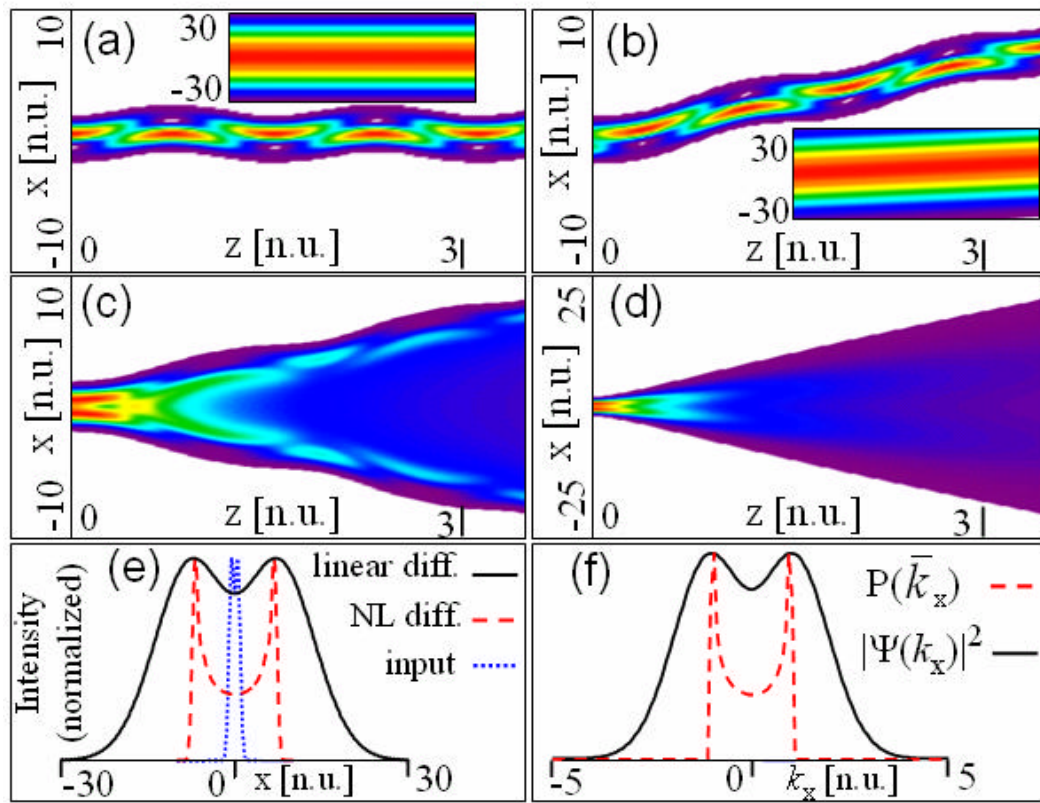 (a)
10
x [n.u.]
-10
30
-30
0
z [n.u.]
3
(b)
10
x [n.u.]
-10
30
-30
0
z [n.u.]
3
(c)
10
x [n.u.]
-10
0
z [n.u.]
3
(d)
25
x [n.u.]
-25
0
z [n.u.]
3
(e)
Intensity
(normalized)
linear diff.
NL diff.
input
-30
0
x [n.u.]
30
(f)
P(k̅ₓ)
|Ψ(kₓ)|²
-5
0
kₓ [n.u.]
5